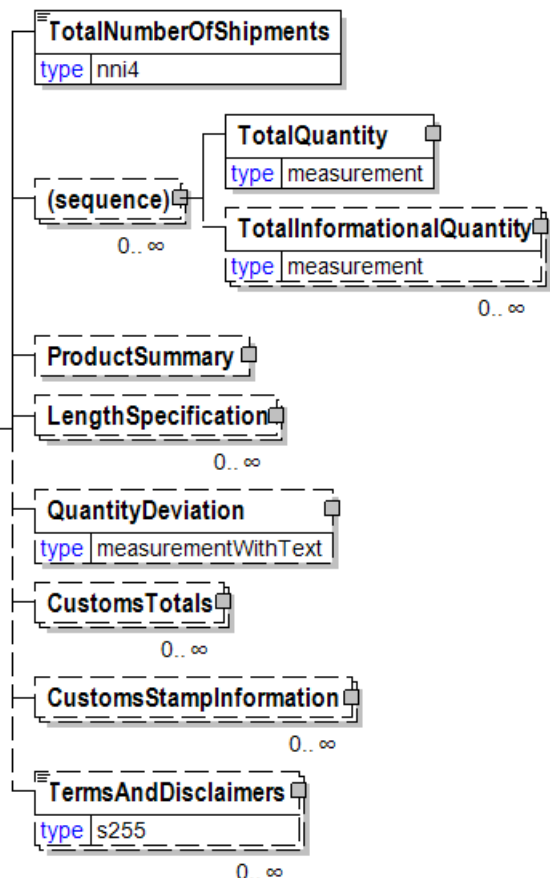 TotalNumberOfShipments
type nni4
TotalQuantity
type measurement
(sequence)
0.. ∞
TotalInformationalQuantity
type measurement
0.. ∞
ProductSummary
LengthSpecification
0.. ∞
QuantityDeviation
type measurementWithText
CustomsTotals
0.. ∞
CustomsStampInformation
0.. ∞
TermsAndDisclaimers
type s255
0.. ∞